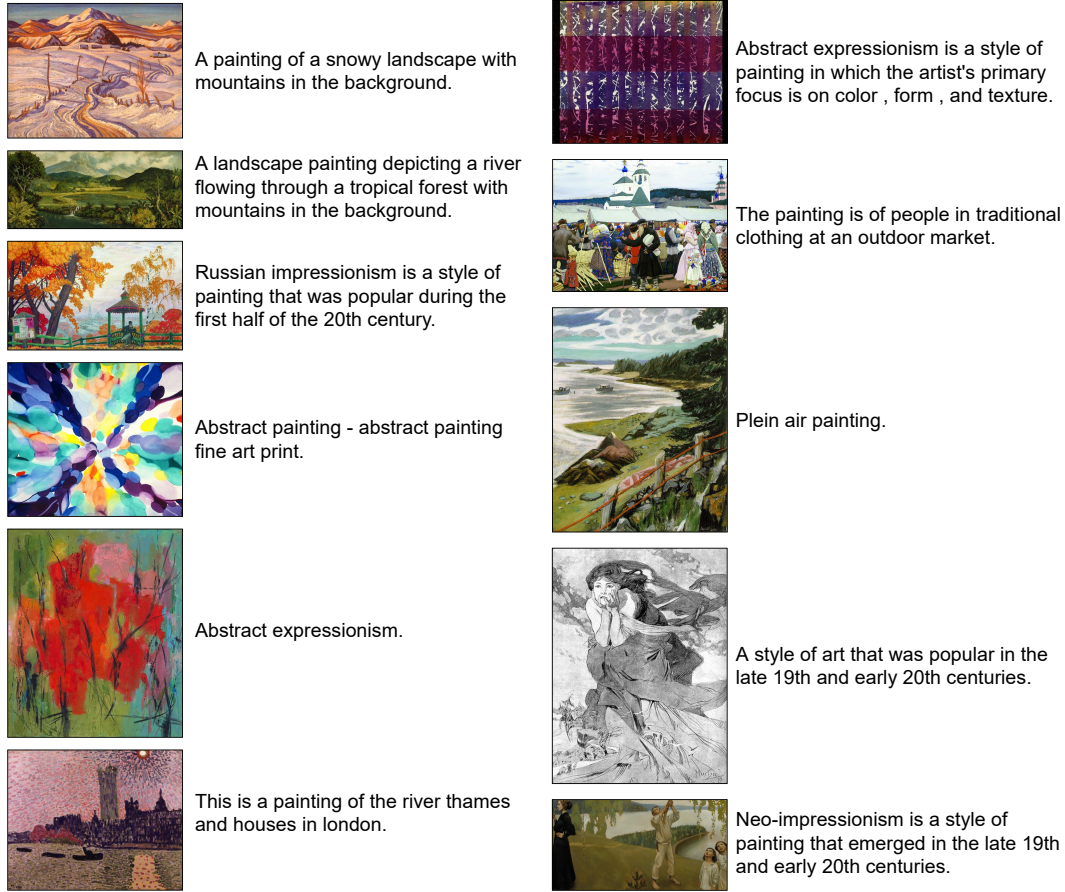 A painting of a snowy landscape with
mountains in the background.
A landscape painting depicting a river
flowing through a tropical forest with
mountains in the background.
Russian impressionism is a style of
painting that was popular during the
first half of the 20th century.
Abstract painting - abstract painting
fine art print.
Abstract expressionism.
This is a painting of the river thames
and houses in london.
Abstract expressionism is a style of
painting in which the artist's primary
focus is on color , form , and texture.
The painting is of people in traditional
clothing at an outdoor market.
Plein air painting.
A style of art that was popular in the
late 19th and early 20th centuries.
Neo-impressionism is a style of
painting that emerged in the late 19th
and early 20th centuries.